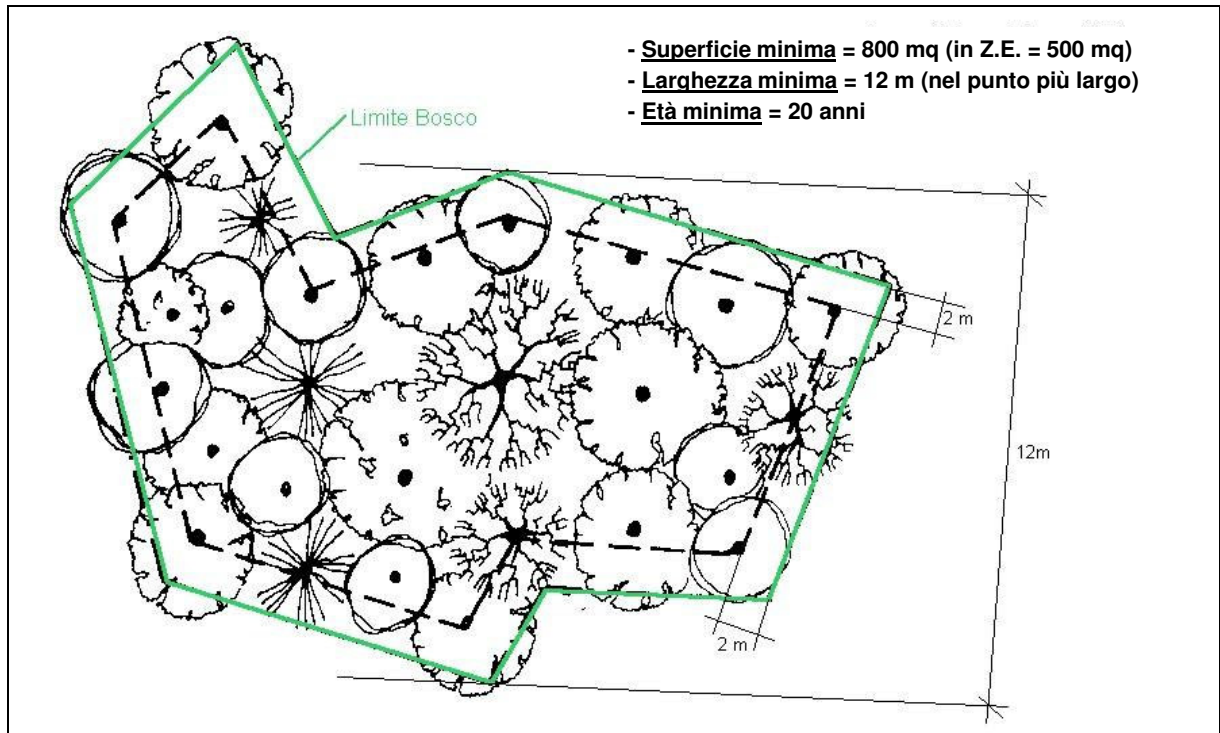 - Superficie minima = 800 mq (in Z.E. = 500 mq)
- Larghezza minima = 12 m (nel punto più largo)
- Età minima = 20 anni
Limite Bosco
2 m
12m
2 m